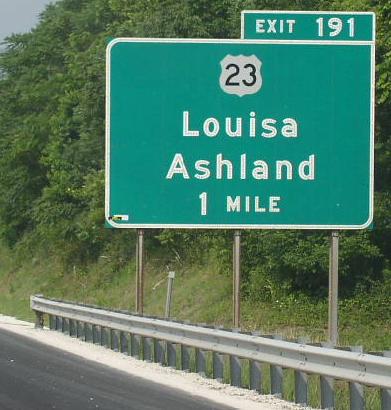 EXIT 191
23
Louisa
Ashland
1 MILE